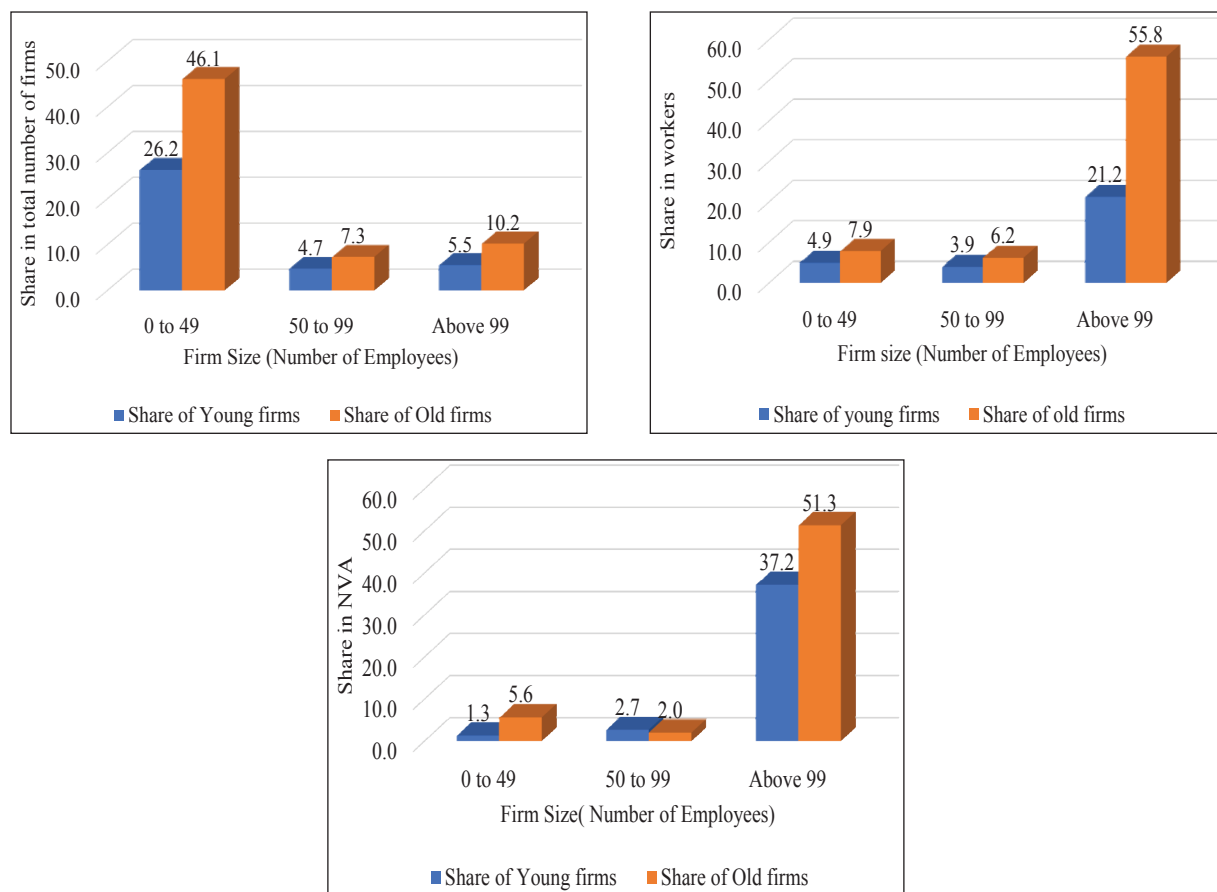 Share in total number of firms
50.0
40.0
30.0
20.0
10.0
0.0
26.2
46.1
4.7
7.3
5.5
10.2
0 to 49
50 to 99
Above 99
Firm Size (Number of Employees)
Share of Young firms
Share of Old firms
Share in workers
60.0
50.0
40.0
30.0
20.0
10.0
0.0
4.9
7.9
3.9
6.2
21.2
55.8
0 to 49
50 to 99
Above 99
Firm size (Number of Employees)
Share of young firms
Share of old firms
Share in NVA
60.0
50.0
40.0
30.0
20.0
10.0
0.0
1.3
5.6
2.7
2.0
37.2
51.3
0 to 49
50 to 99
Above 99
Firm Size( Number of Employees)
Share of Young firms
Share of Old firms